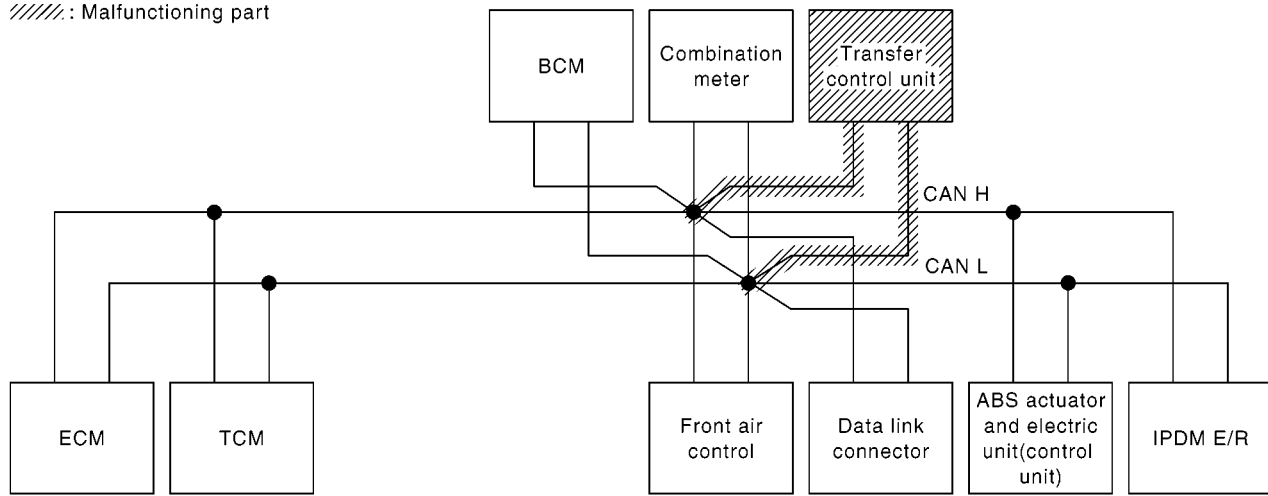 : Malfunctioning part
BCM
Combination
meter
Transfer
control unit
CAN H
CAN L
ECM
TCM
Front air
control
Data link
connector
ABS actuator
and electric
unit(control
unit)
IPDM E/R